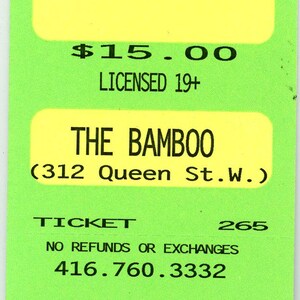 $15.00
LICENSED 19+
THE BAMBOO
(312 Queen St.W.)
TICKET 265
NO REFUNDS OR EXCHANGES
416.760.3332